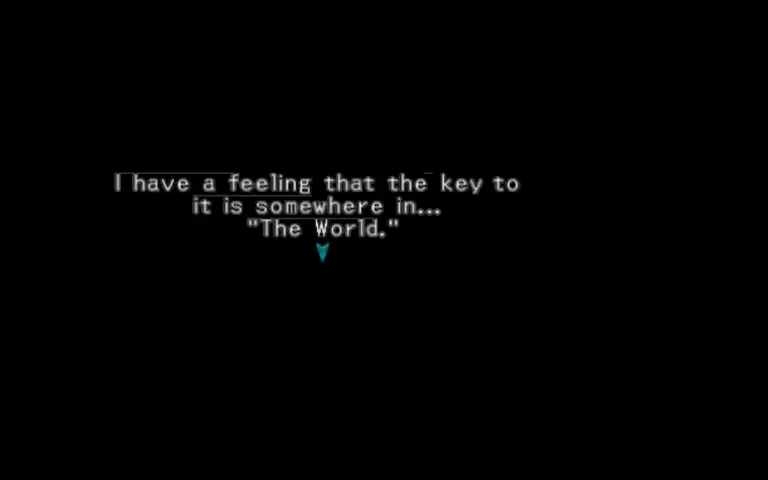 I have a feeling that the key to
it is somewhere in...
"The World."